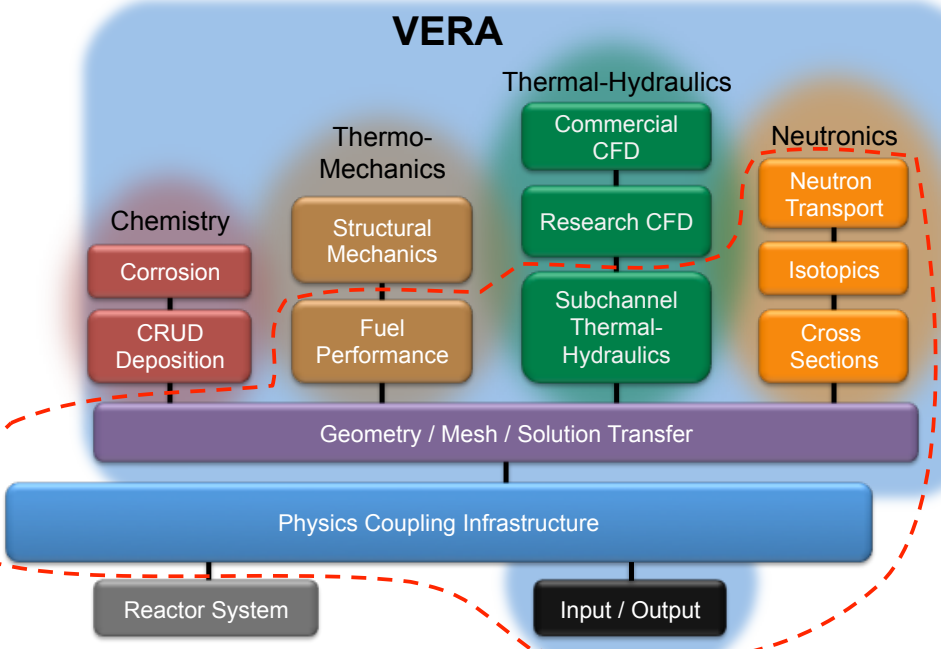 VERA
Chemistry
Corrosion
CRUD
Deposition
Thermo-
Mechanics
Structural
Mechanics
Fuel
Performance
Thermal-Hydraulics
Commercial
CFD
Research CFD
Subchannel
Thermal-
Hydraulics
Neutronics
Neutron
Transport
Isotopics
Cross
Sections
Geometry / Mesh / Solution Transfer
Physics Coupling Infrastructure
Reactor System
Input / Output